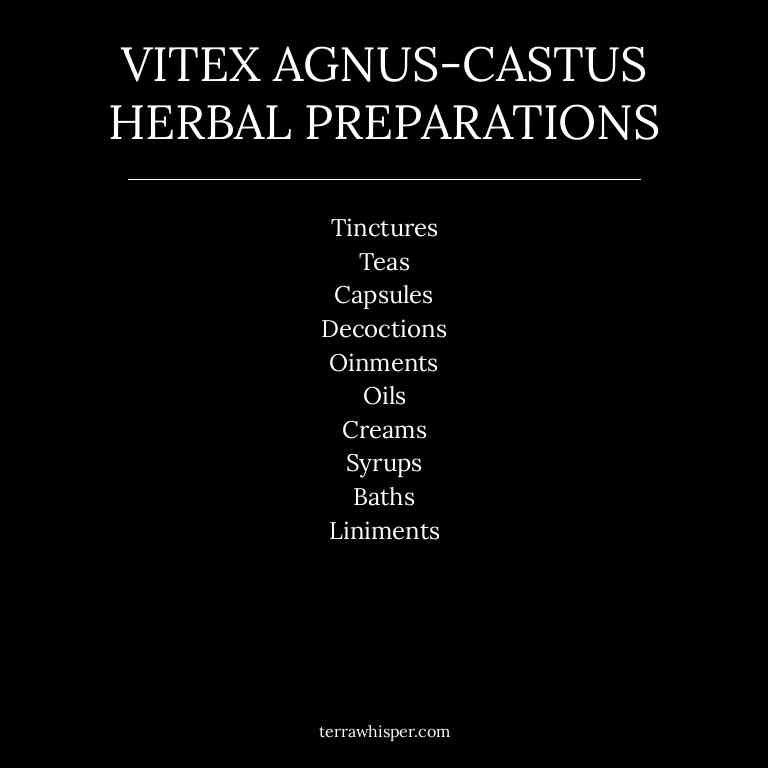 VITEX AGNUS-CASTUS
HERBAL PREPARATIONS
Tinctures
Teas
Capsules
Decoctions
Oinments
Oils
Creams
Syrups
Baths
Liniments
terrawhisper.com